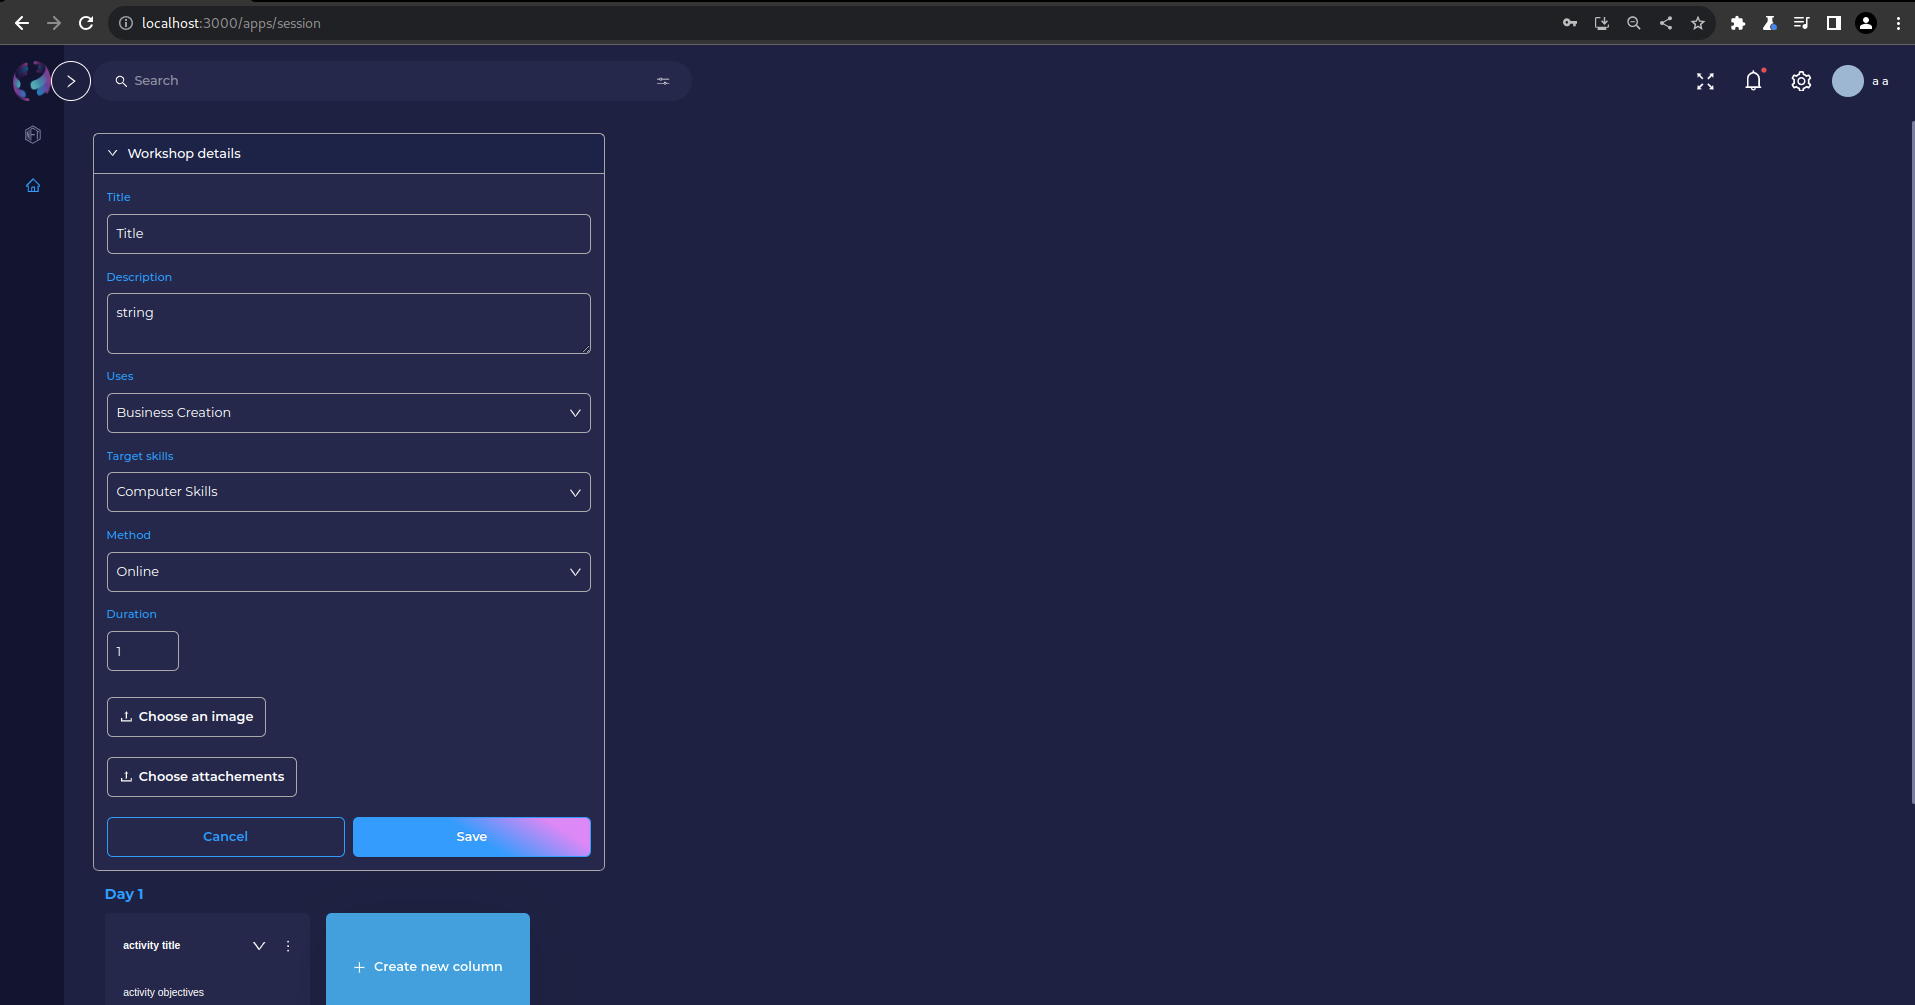 localhost:3000/apps/session
Search
a a
Workshop details
Title
Title
Description
string
Uses
Business Creation
Target skills
Computer Skills
Method
Online
Duration
1
Choose an image
Choose attachements
Cancel
Save
Day 1
activity title
Create new column
activity objectives